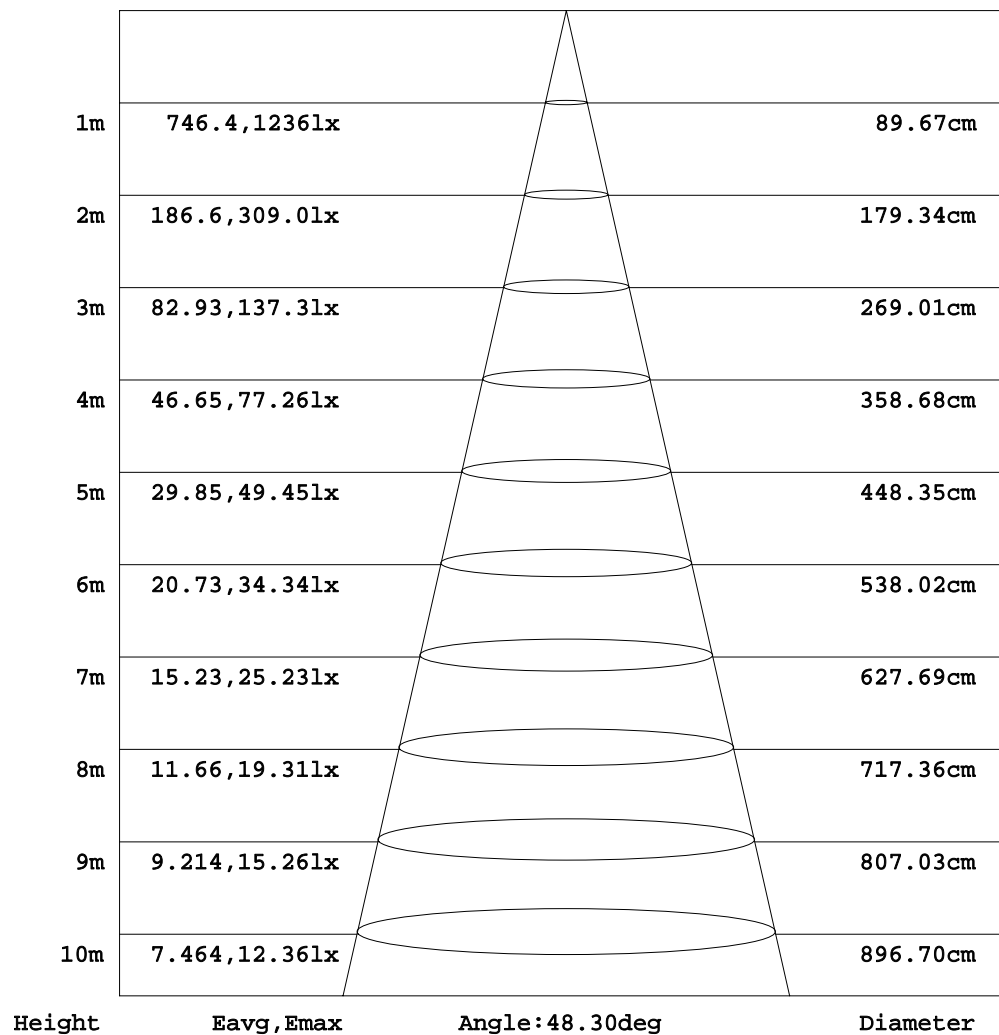 1m 746.4,1236lx 89.67cm
2m 186.6,309.0lx 179.34cm
3m 82.93,137.3lx 269.01cm
4m 46.65,77.26lx 358.68cm
5m 29.85,49.45lx 448.35cm
6m 20.73,34.34lx 538.02cm
7m 15.23,25.23lx 627.69cm
8m 11.66,19.31lx 717.36cm
9m 9.214,15.26lx 807.03cm
10m 7.464,12.36lx 896.70cm
Height Eavg,Emax Angle:48.30deg Diameter